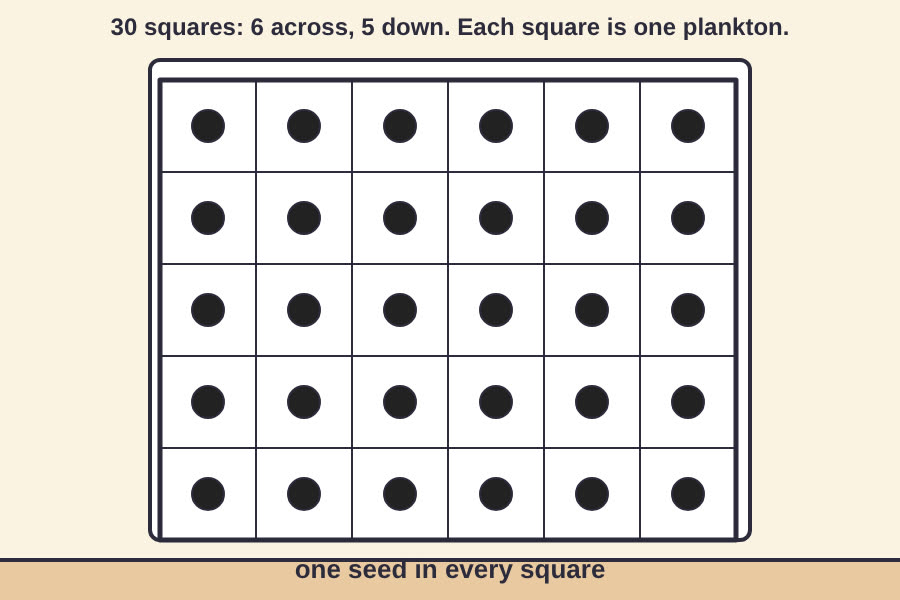 30 squares: 6 across, 5 down. Each square is one plankton.
one seed in every square